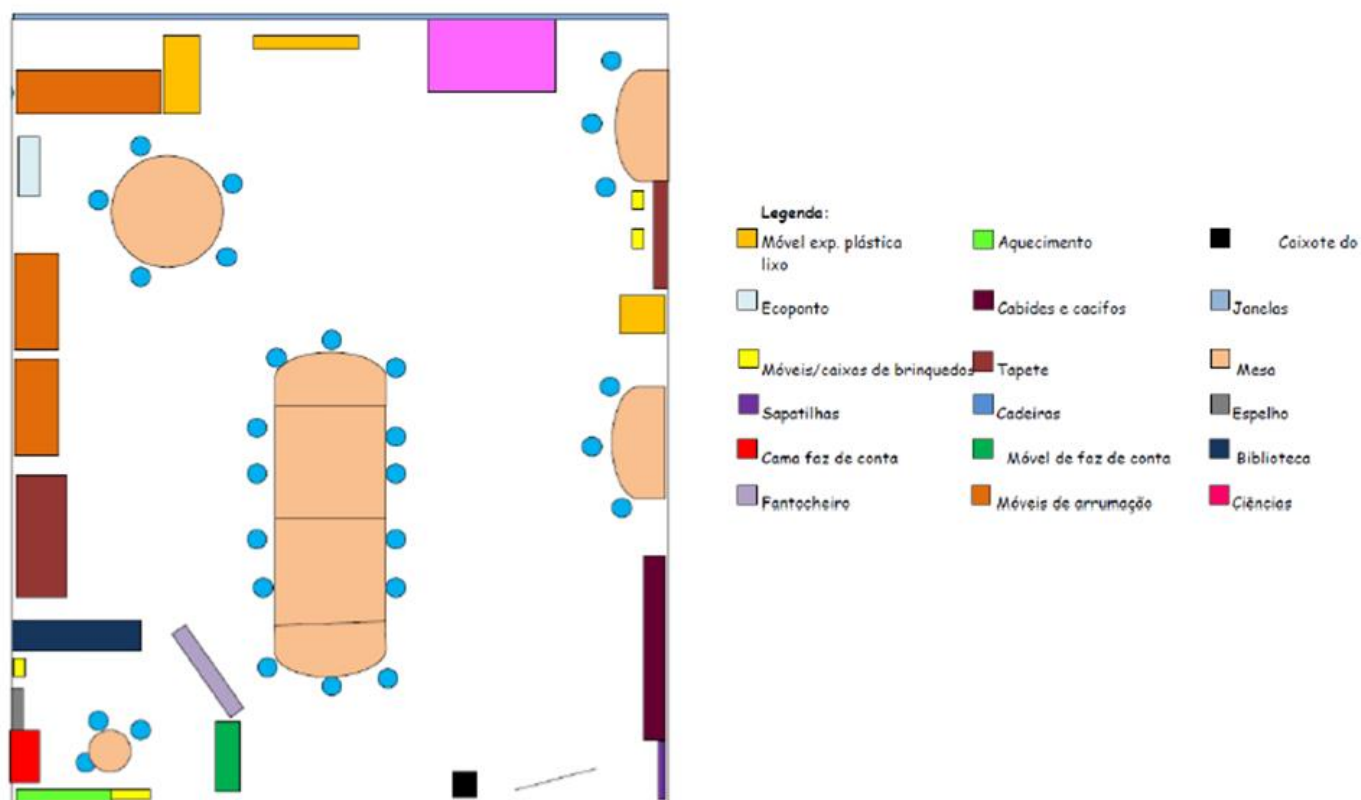 Legenda:
Móvel exp. plástica Aquecimento Caixote do
lixo
Ecoponto Cabides e cacifos Janelas
Móveis/caixas de brinquedos Tapete Mesa
Sapatilhas Cadeiras Espelho
Cama faz de conta Móvel de faz de conta Biblioteca
Fantocheiro Móveis de arrumação Ciências